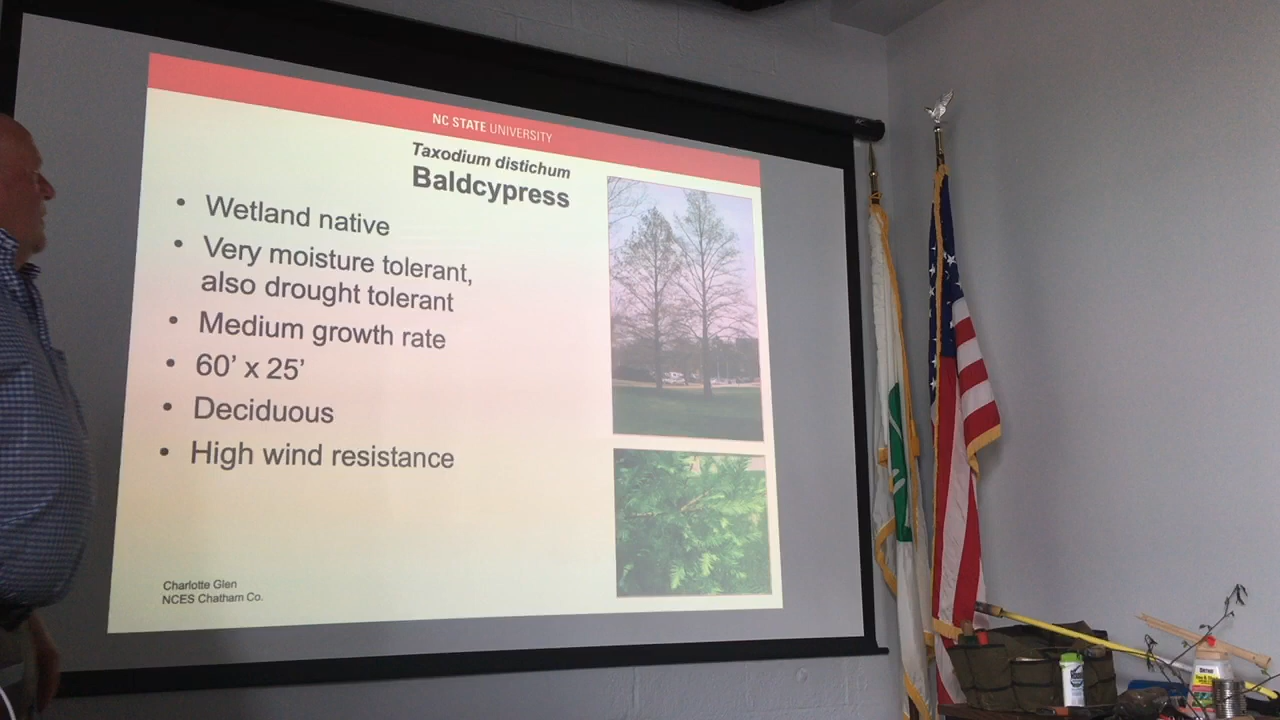 NC STATE UNIVERSITY
Taxodium distichum
Baldcypress
• Wetland native
• Very moisture tolerant,
also drought tolerant
• Medium growth rate
• 60’ x 25’
• Deciduous
• High wind resistance
Charlotte Glen
NCES Chatham Co.